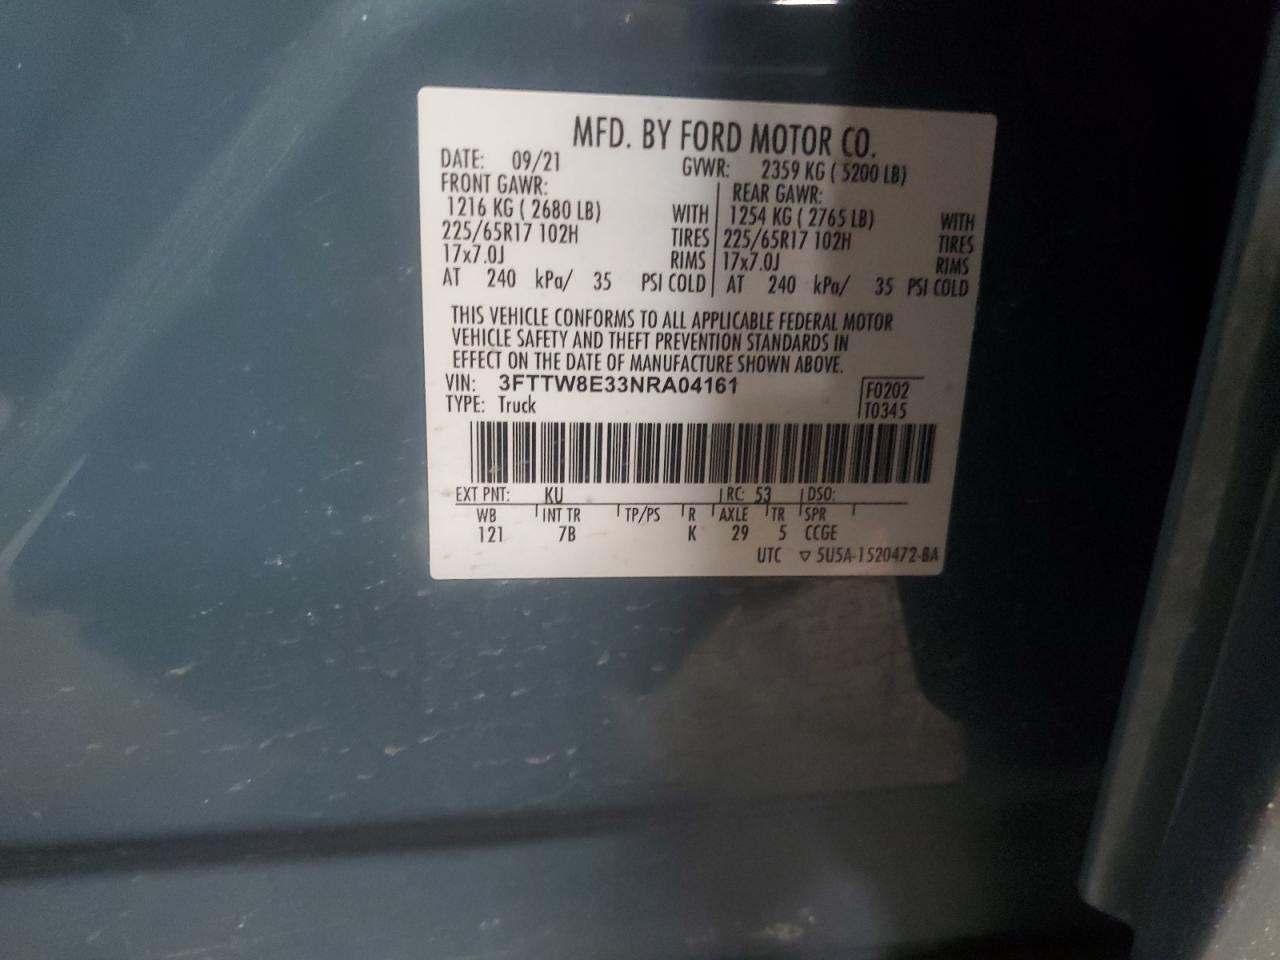 MFD. BY FORD MOTOR CO.
DATE: 09/21 GVWR: 2359 KG ( 5200 LB)
FRONT GAWR: REAR GAWR:
1216 KG ( 2680 LB) WITH 1254 KG ( 2765 LB) WITH
225/65R17 102H TIRES 225/65R17 102H TIRES
17x7.0J RIMS 17x7.0J RIMS
AT 240 kPa/ 35 PSI COLD AT 240 kPa/ 35 PSI COLD
THIS VEHICLE CONFORMS TO ALL APPLICABLE FEDERAL MOTOR
VEHICLE SAFETY AND THEFT PREVENTION STANDARDS IN
EFFECT ON THE DATE OF MANUFACTURE SHOWN ABOVE.
VIN: 3FTTW8E33NRA04161 F0202
TYPE: Truck T0345
EXT PNT: KU RC: 53 DSO:
WB INT TR TP/PS R AXLE TR SPR
121 7B K 29 5 CCGE
UTC ▽ 5U5A-1520472-BA